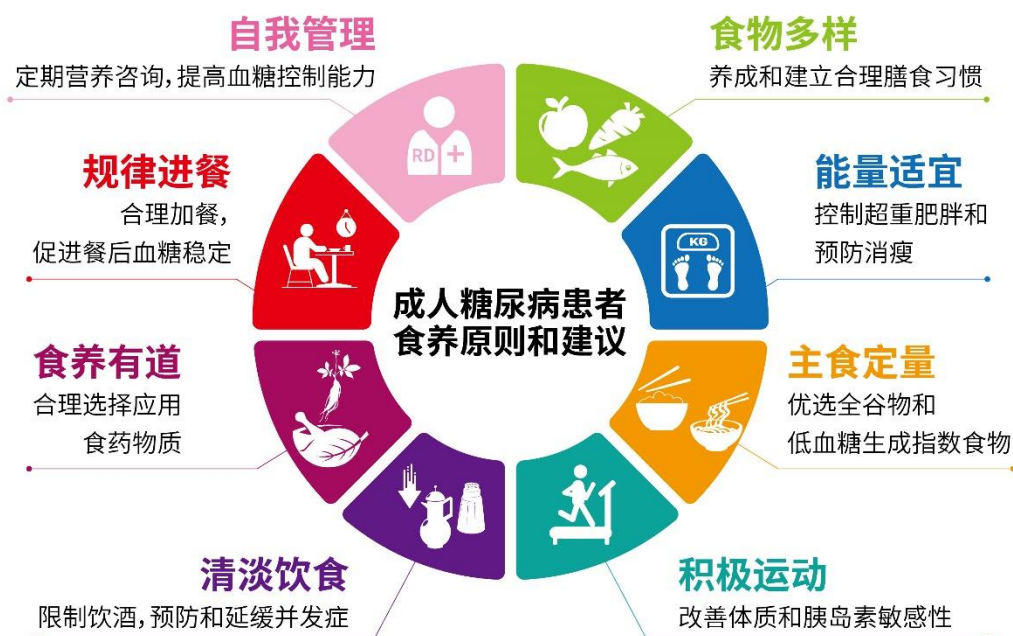 自我管理
定期营养咨询,提高血糖控制能力
食物多样
养成和建立合理膳食习惯
规律进餐
合理加餐,
促进餐后血糖稳定
能量适宜
控制超重肥胖和
预防消瘦
RD
KG
成人糖尿病患者
食养原则和建议
食养有道
合理选择应用
食药物质
主食定量
优选全谷物和
低血糖生成指数食物
清淡饮食
限制饮酒,预防和延缓并发症
积极运动
改善体质和胰岛素敏感性